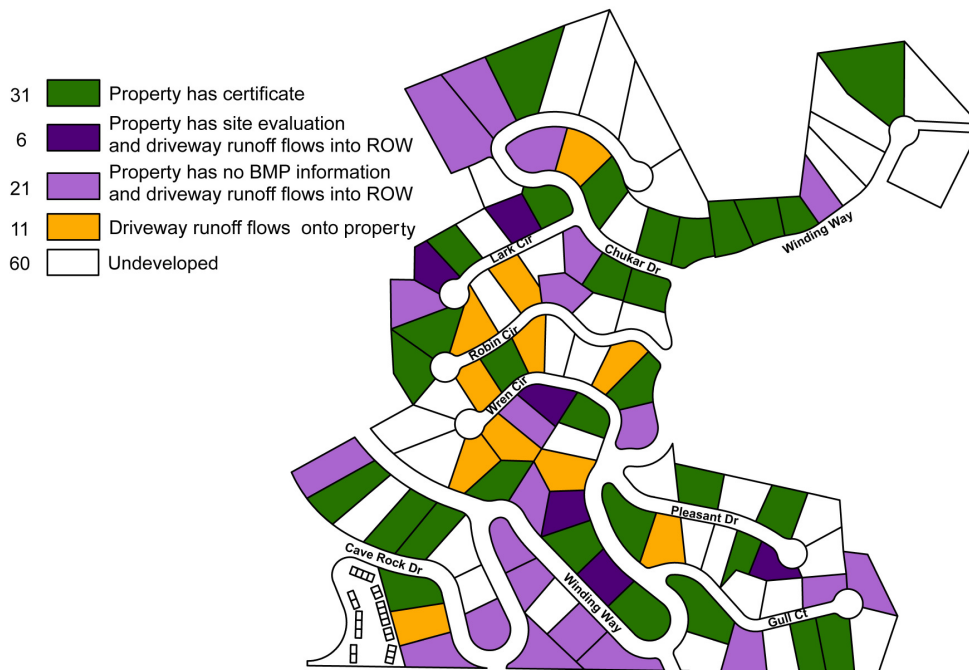 31 Property has certificate
6 Property has site evaluation
and driveway runoff flows into ROW
21 Property has no BMP information
and driveway runoff flows into ROW
11 Driveway runoff flows onto property
60 Undeveloped
Winding Way
Lark Cir
Chukar Dr
Robin Cir
Wren Cir
Pleasant Dr
Cave Rock Dr
Winding Way
Gull Ct